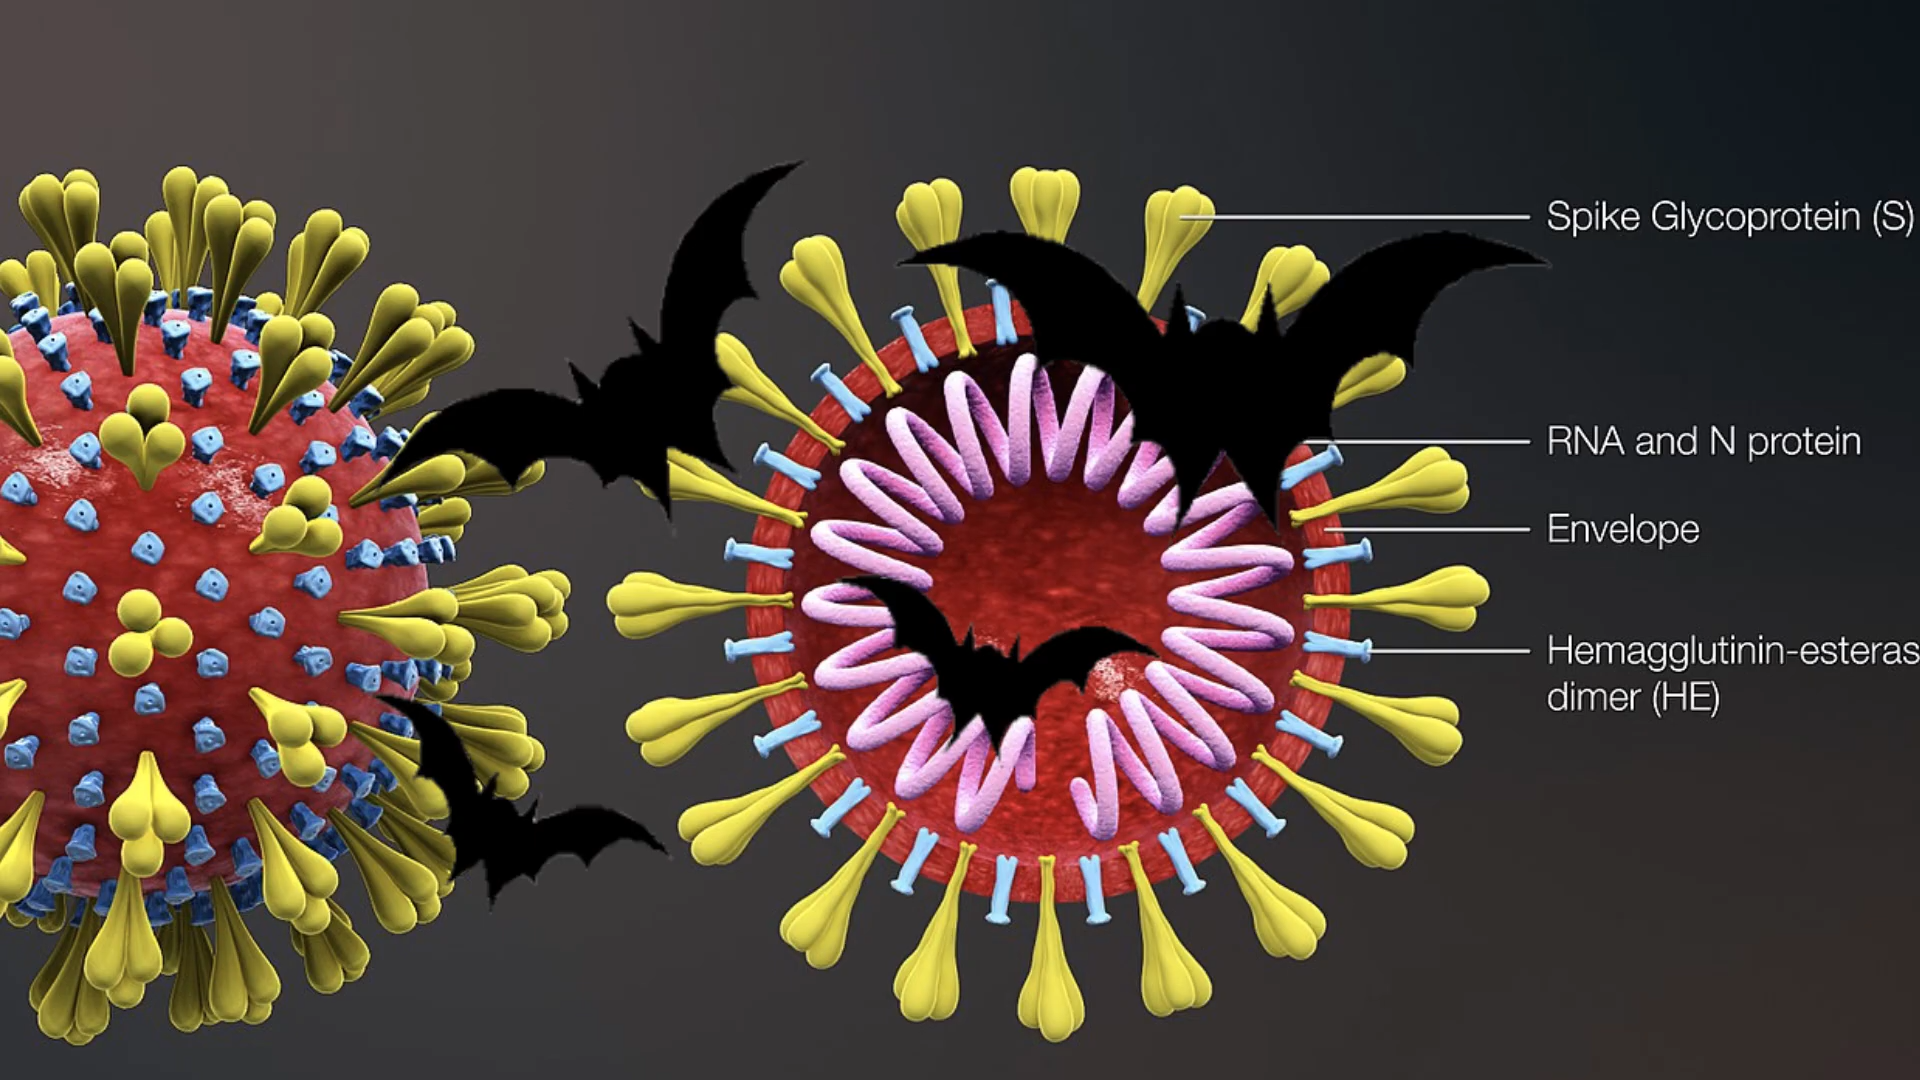 Spike Glycoprotein (S)
RNA and N protein
Envelope
Hemagglutinin-esteras
dimer (HE)